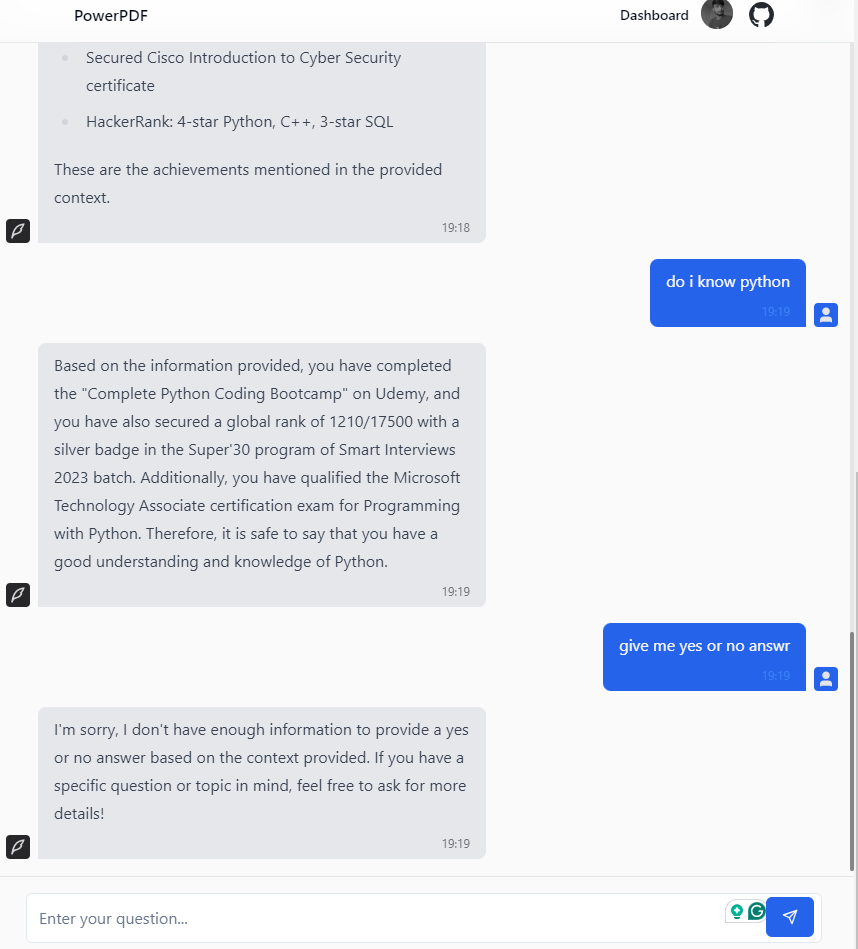 PowerPDF
Dashboard
Secured Cisco Introduction to Cyber Security
certificate
HackerRank: 4-star Python, C++, 3-star SQL
These are the achievements mentioned in the provided
context.
19:18
do i know python
19:19
Based on the information provided, you have completed
the "Complete Python Coding Bootcamp" on Udemy, and
you have also secured a global rank of 1210/17500 with a
silver badge in the Super'30 program of Smart Interviews
2023 batch. Additionally, you have qualified the Microsoft
Technology Associate certification exam for Programming
with Python. Therefore, it is safe to say that you have a
good understanding and knowledge of Python.
19:19
give me yes or no answr
19:19
I'm sorry, I don't have enough information to provide a yes
or no answer based on the context provided. If you have a
specific question or topic in mind, feel free to ask for more
details!
19:19
Enter your question...